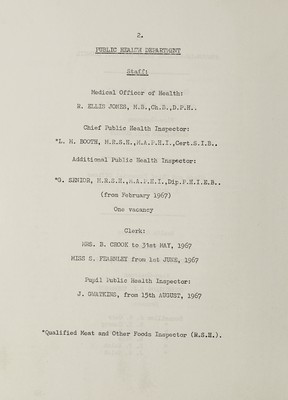 2.
PUBLIC HEALTH DEPARTMENT
Staff:
Medical Officer of Health:
R. ELLIS JONES, M.B.,Ch.B.,D.P.H..
Chief Public Health Inspector:
*L. H. BOOTH, M.R.S.H.,M.A.P.H.I.,Cert.S.I.B..
Additional Public Health Inspector:
*G. SENIOR, M.R.S.H.,M.A.P.H.I.,Dip.P.H.I.E.B..
(from February 1967)
One vacancy
Clerk:
MRS. B. CROOK to 31st MAY, 1967
MISS S. FEARNLEY from 1st JUNE, 1967
Pupil Public Health Inspector:
J. GWATKINS, from 15th AUGUST, 1967
*Qualified Meat and Other Foods Inspector (R.S.H.).